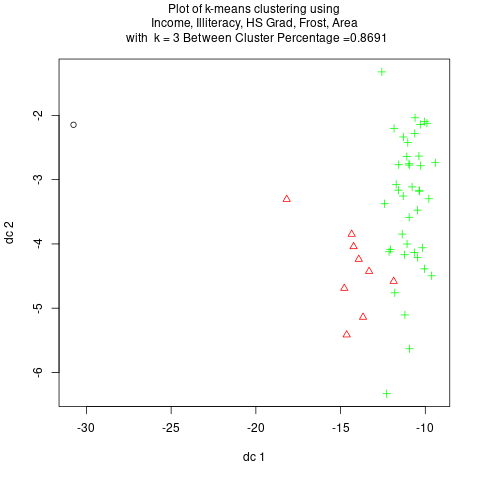 Plot of k-means clustering using
Income, Illiteracy, HS Grad, Frost, Area
with k = 3 Between Cluster Percentage =0.8691
-2
-3
-4
-5
-6
dc 2
-30
-25
-20
-15
-10
dc 1